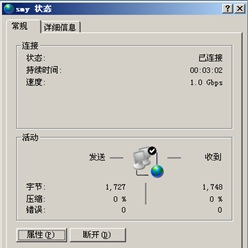 smy 状态
常规 详细信息
连接
状态: 已连接
持续时间: 00:03:02
速度: 1.0 Gbps
活动
发送 收到
字节: 1,727 1,748
压缩: 0 % 0 %
错误: 0 0
属性(P) 断开(D)